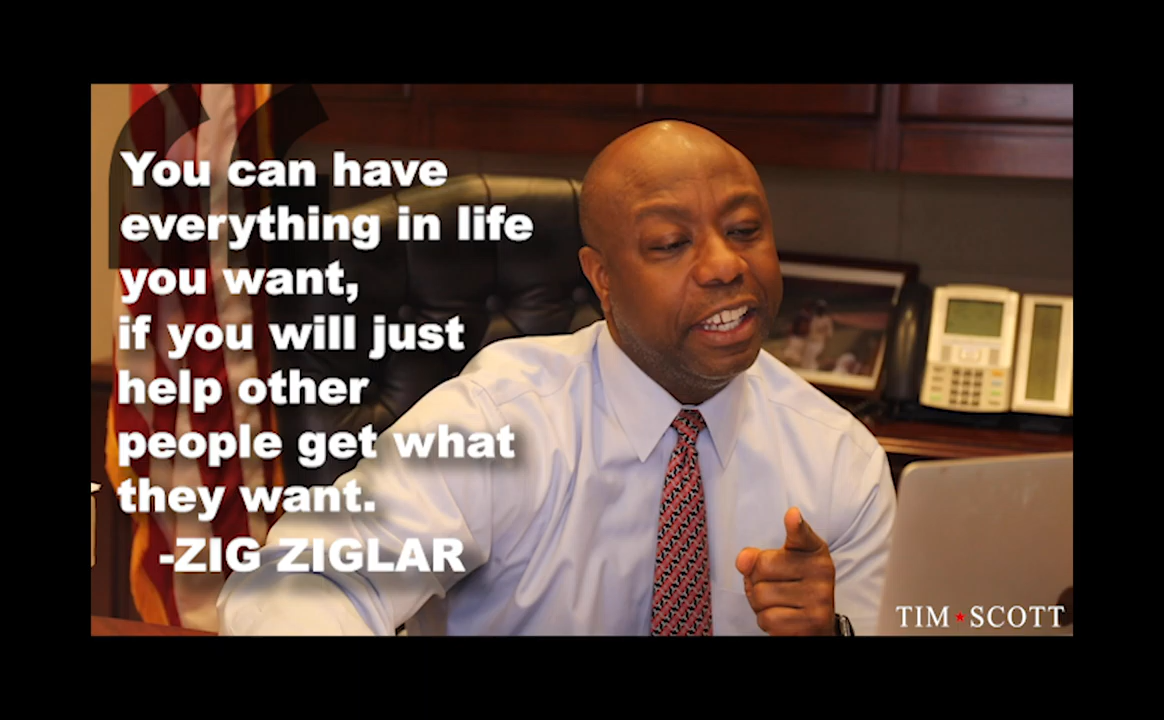 You can have
everything in life
you want,
if you will just
help other
people get what
they want.
-ZIG ZIGLAR
TIM★SCOTT